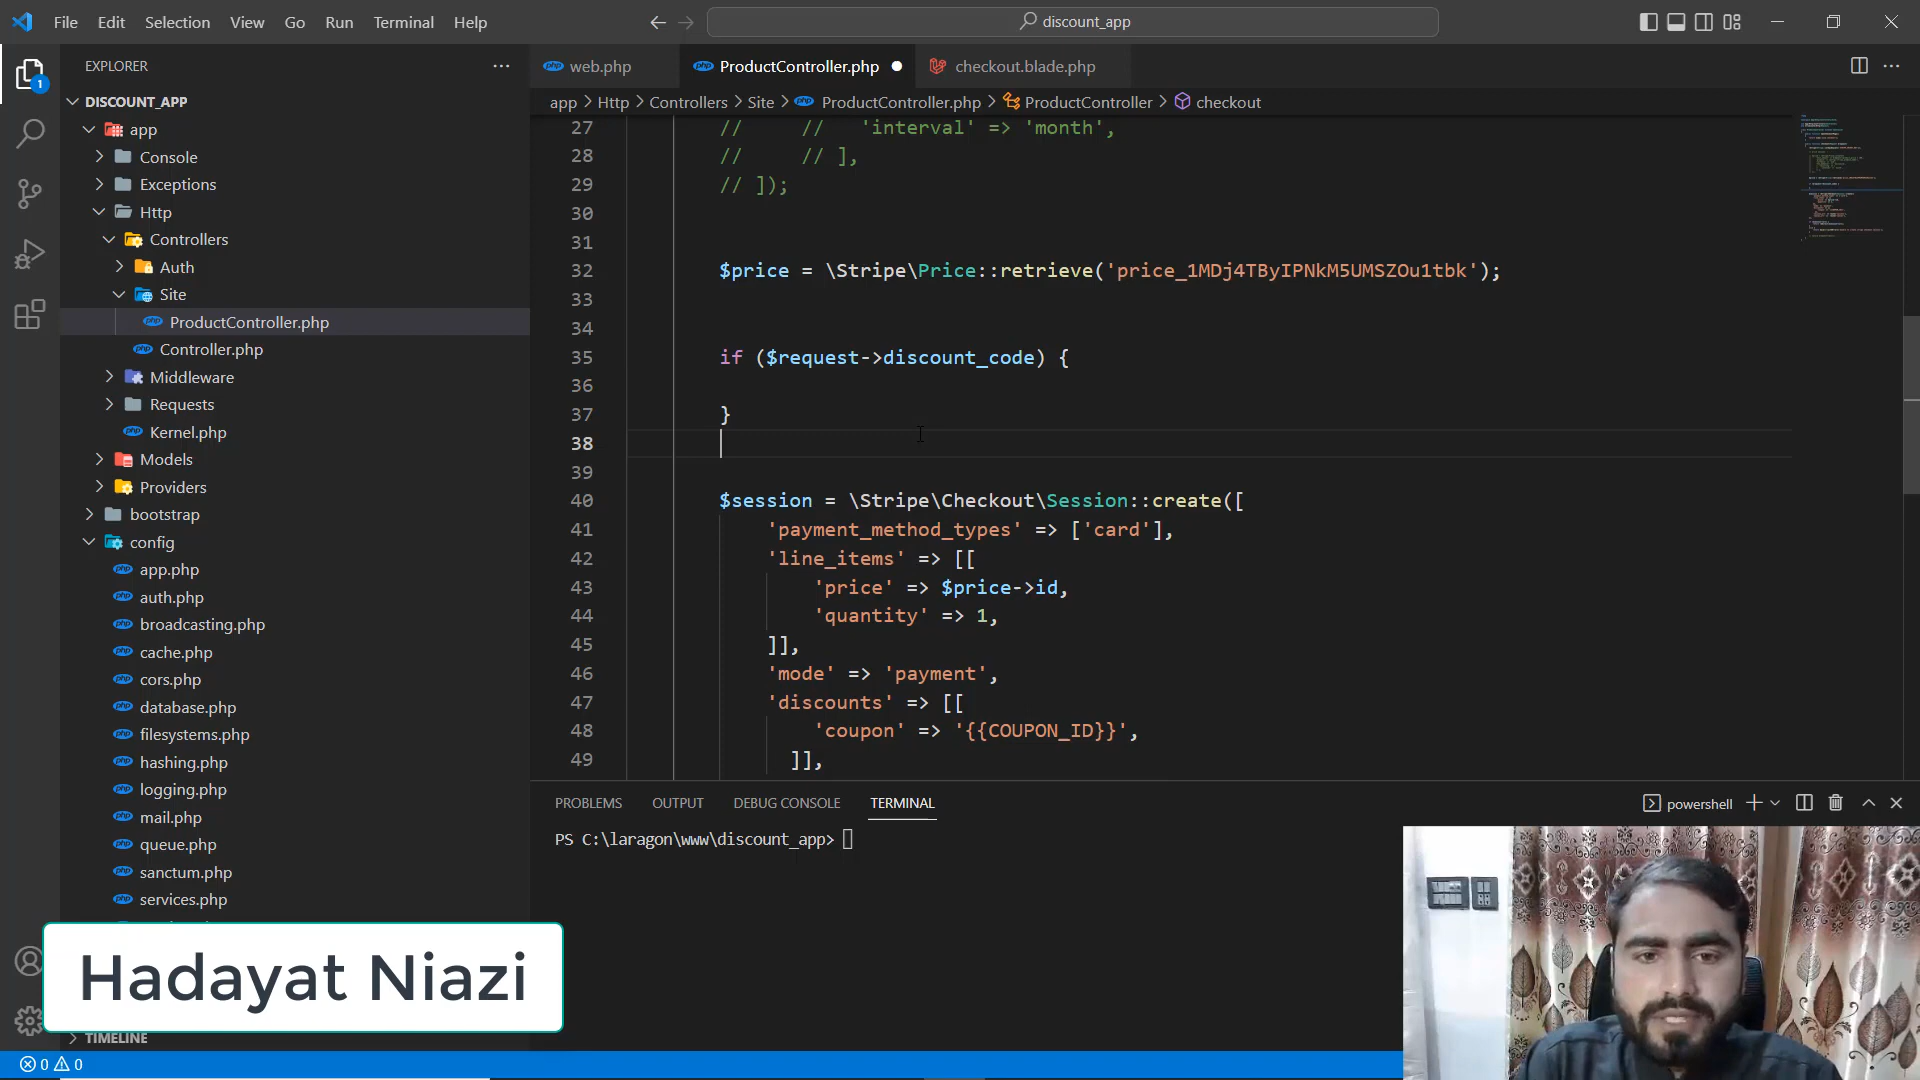 File Edit Selection View Go Run Terminal Help
discount_app
EXPLORER
DISCOUNT_APP
app
Console
Exceptions
Http
Controllers
Auth
Site
ProductController.php
Controller.php
Middleware
Requests
Kernel.php
Models
Providers
bootstrap
config
app.php
auth.php
broadcasting.php
cache.php
cors.php
database.php
filesystems.php
hashing.php
logging.php
mail.php
queue.php
sanctum.php
services.php
TIMELINE
1
web.php ProductController.php checkout.blade.php
app > Http > Controllers > Site > ProductController.php > ProductController > checkout
27 // // 'interval' => 'month',
28 // // ],
29 // ]);
30
31
32 $price = \Stripe\Price::retrieve('price_1MDj4TByIPNkM5UMSZOu1tbk');
33
34
35 if ($request->discount_code) {
36
37 }
38
39
40 $session = \Stripe\Checkout\Session::create([
41 'payment_method_types' => ['card'],
42 'line_items' => [[
43 'price' => $price->id,
44 'quantity' => 1,
45 ]],
46 'mode' => 'payment',
47 'discounts' => [[
48 'coupon' => '{{COUPON_ID}}',
49 ]],
PROBLEMS OUTPUT DEBUG CONSOLE TERMINAL
powershell
PS C:\laragon\www\discount_app>
Hadayat Niazi
0 0